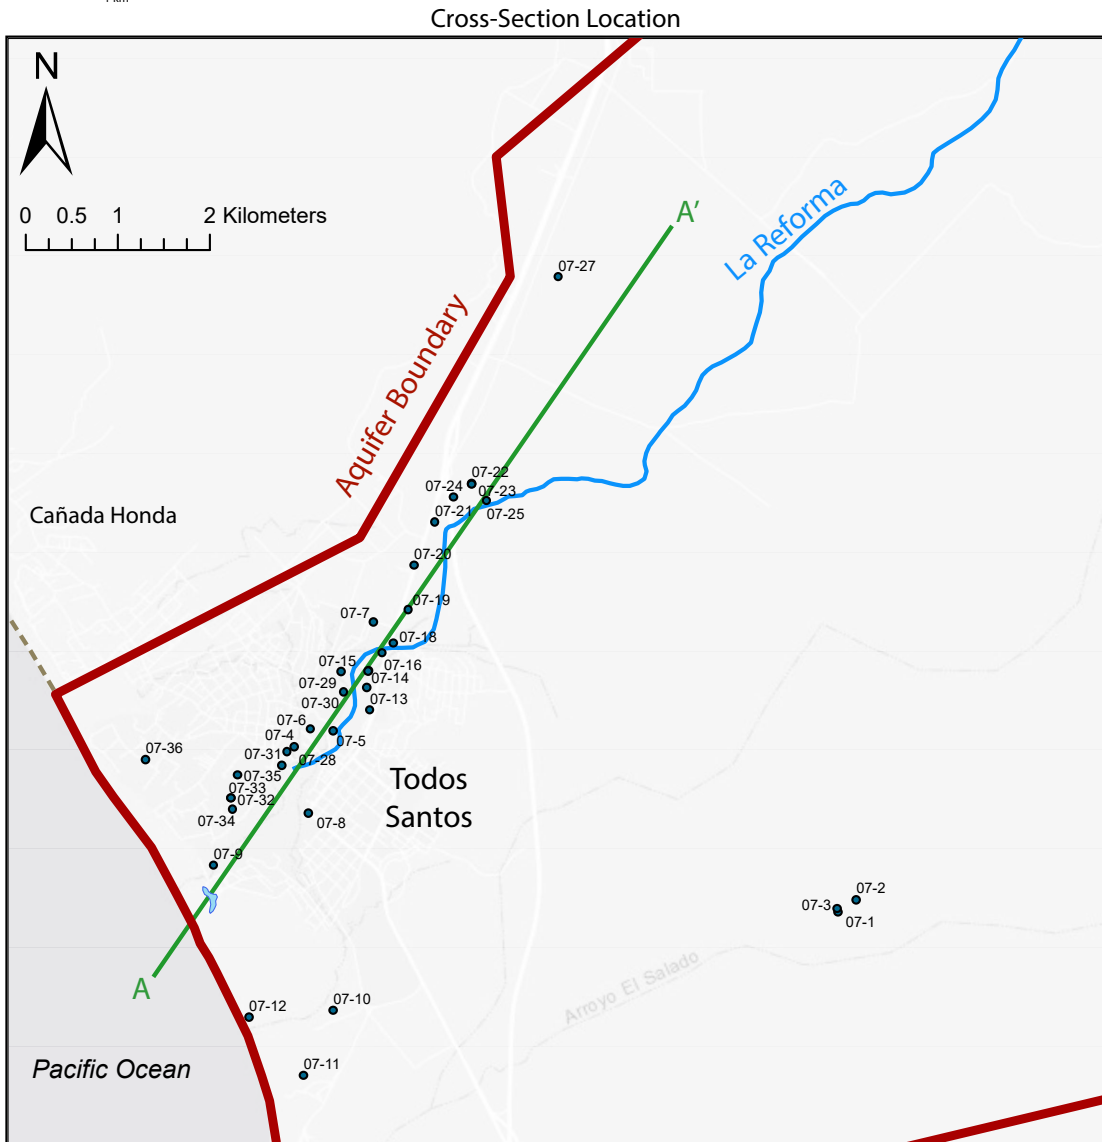 1 km
Cross-Section Location
N
0 0.5 1 2 Kilometers
A'
La Reforma
07-27
Aquifer Boundary
07-22
07-24
07-23
07-25
07-21
Cañada Honda
07-20
07-19
07-7
07-18
07-15
07-16
07-14
07-29
07-30
07-13
07-6
07-4
07-5
07-31
07-28
07-36
07-35
07-33
07-32
07-34
Todos
Santos
07-8
07-9
07-2
07-3
07-1
A
Arroyo El Salado
07-12
07-10
Pacific Ocean
07-11